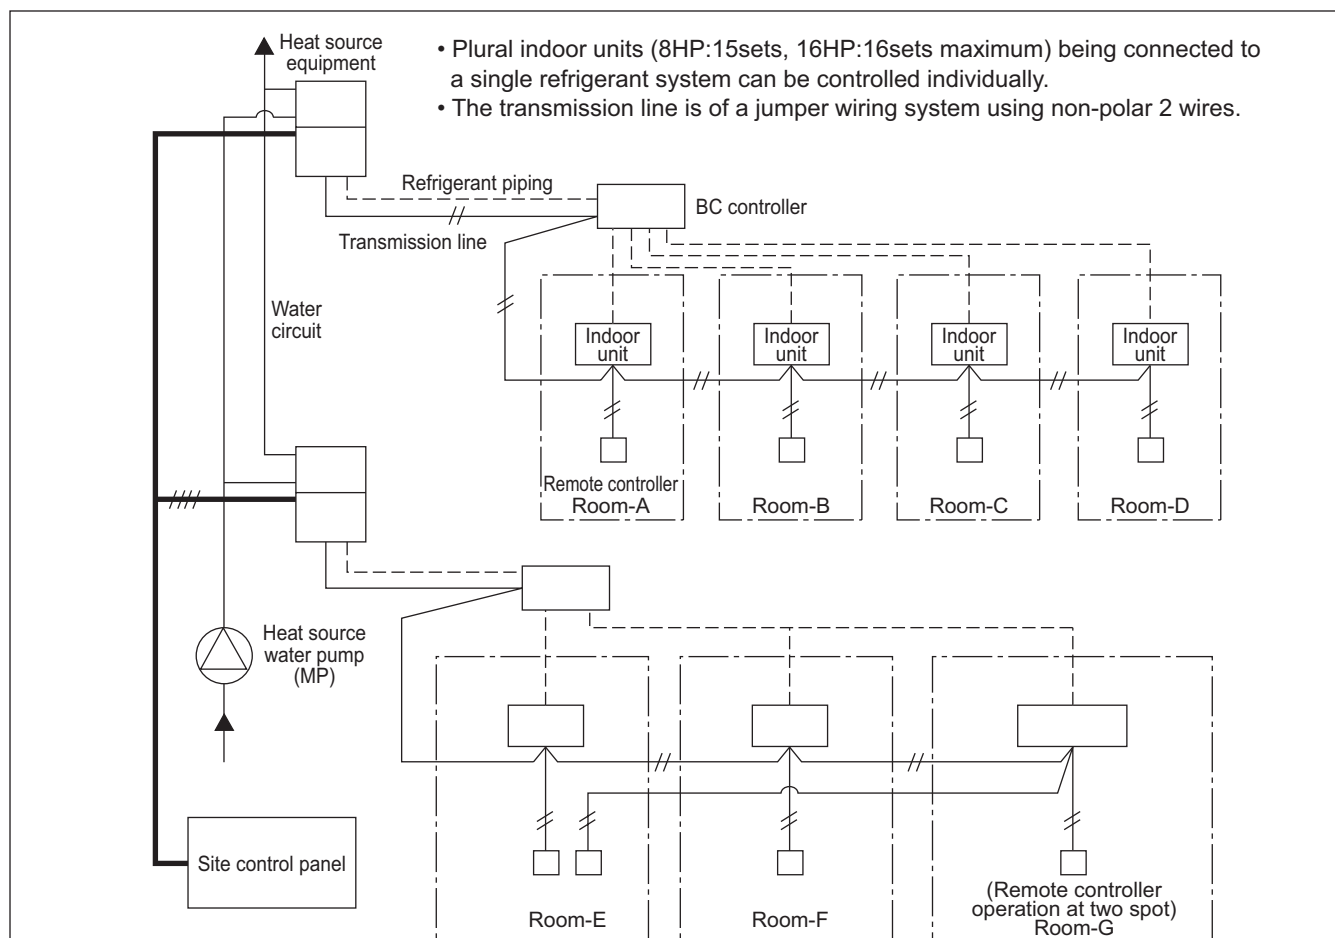 Heat source
equipment
• Plural indoor units (8HP:15sets, 16HP:16sets maximum) being connected to
a single refrigerant system can be controlled individually.
• The transmission line is of a jumper wiring system using non-polar 2 wires.
Refrigerant piping
BC controller
Transmission line
Water
circuit
Indoor
unit
Indoor
unit
Indoor
unit
Indoor
unit
Remote controller
Room-A
Room-B
Room-C
Room-D
Heat source
water pump
(MP)
Site control panel
Room-E
Room-F
(Remote controller
operation at two spot)
Room-G